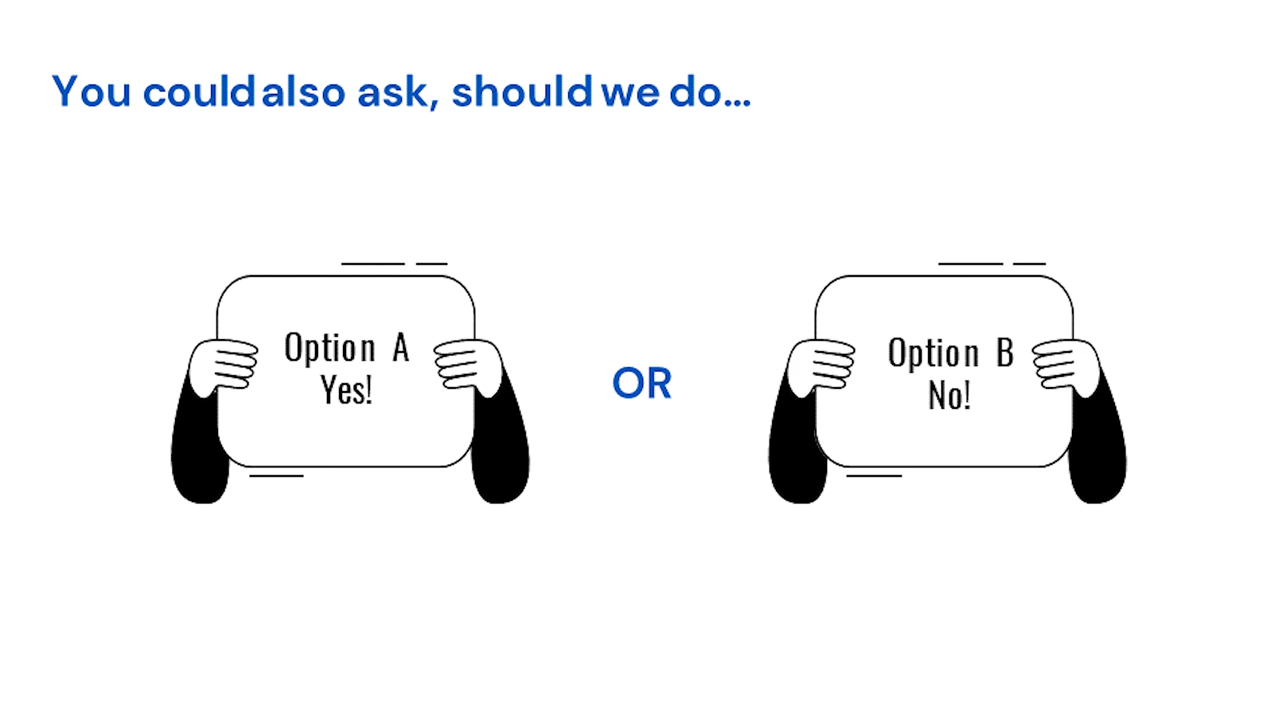 You could also ask, should we do...
Option A
Yes!
OR
Option B
No!